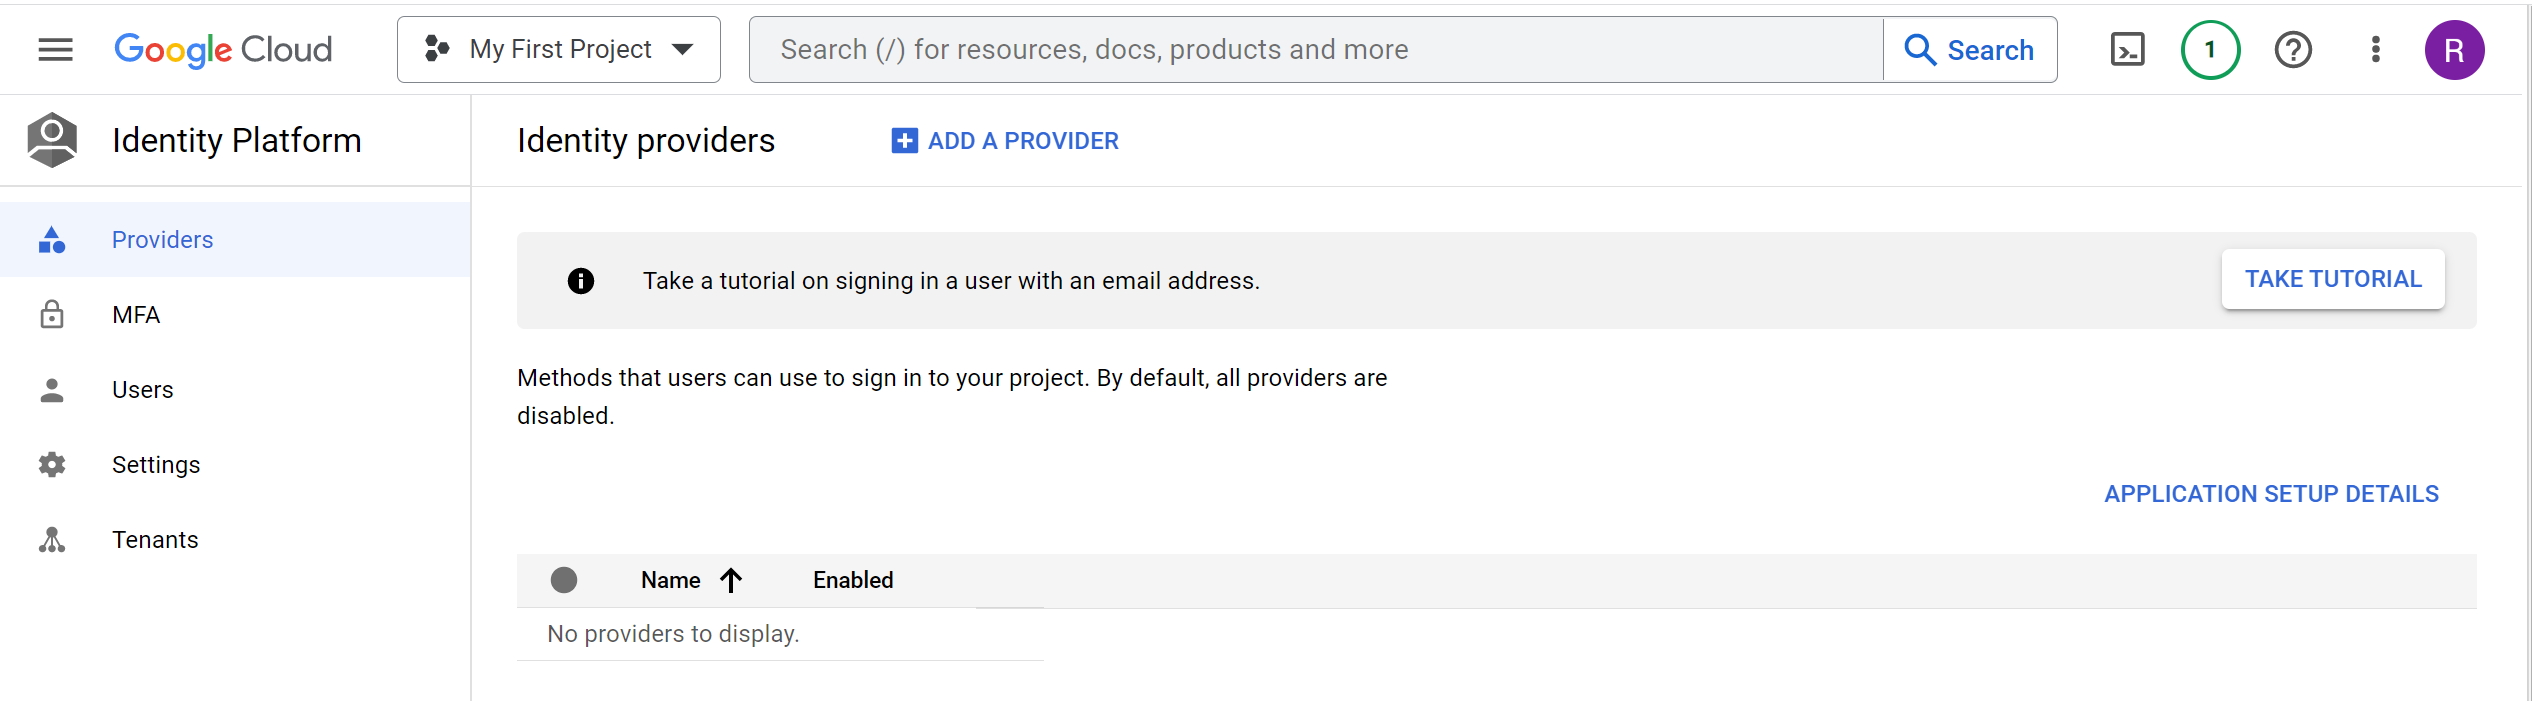 Google Cloud
My First Project
Search (/) for resources, docs, products and more
Search
1
R
Identity Platform
Identity providers
ADD A PROVIDER
Providers
MFA
Users
Settings
Tenants
Take a tutorial on signing in a user with an email address.
TAKE TUTORIAL
Methods that users can use to sign in to your project. By default, all providers are
disabled.
APPLICATION SETUP DETAILS
Name
Enabled
No providers to display.